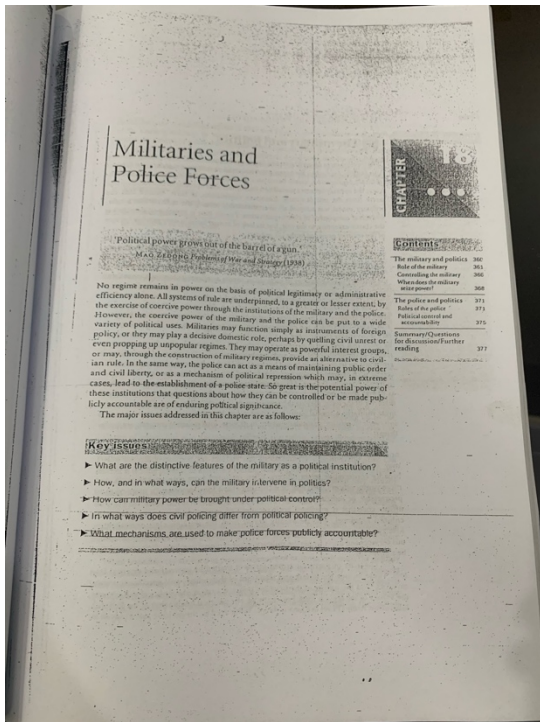 Militaries and
Police Forces
CHAPTER 18
"Political power grows out of the barrel of a gun."
MAO ZEDONG Problems of War and Strategy (1938)
No regime remains in power on the basis of political legitimacy or administrative
efficiency alone. All systems of rule are underpinned, to a greater or lesser extent, by
the exercise of coercive power through the institutions of the military and the police.
However, the coercive power of the military and the police can be put to a wide
variety of political uses. Militaries may function simply as instruments of foreign
policy, or they may play a decisive domestic role, perhaps by quelling civil unrest or
even propping up unpopular regimes. They may operate as powerful interest groups,
or may, through the construction of military regimes, provide an alternative to civil-
ian rule. In the same way, the police can act as a means of maintaining public order
and civil liberty, or as a mechanism of political repression which may, in extreme
cases, lead to the establishment of a police state. So great is the potential power of
these institutions that questions about how they can be controlled or be made pub-
licly accountable are of enduring political significance.
The major issues addressed in this chapter are as follows:
Key issues
► What are the distinctive features of the military as a political institution?
► How, and in what ways, can the military intervene in politics?
► How can military power be brought under political control?
► In what ways does civil policing differ from political policing?
► What mechanisms are used to make police forces publicly accountable?
Contents
The military and politics 360
Role of the military 361
Controlling the military 366
When does the military
seize power? 368
The police and politics 371
Roles of the police 371
Political control and
accountability 375
Summary/Questions
for discussion/Further
reading 377